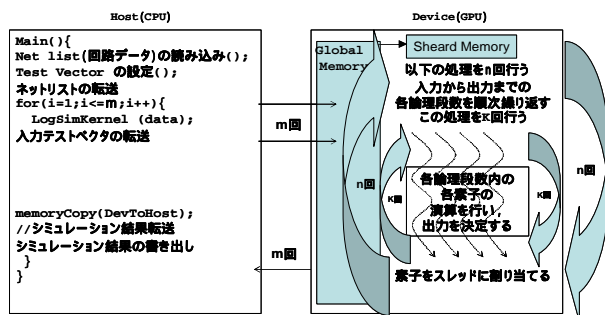 Host(CPU)
Main(){
Net list(回路データ)の読み込み();
Test Vector の設定();
ネットリストの転送
for(i=1;i<=m;i++){
LogSimKernel (data);
入力テストベクタの転送
memoryCopy(DevToHost);
//シミュレーション結果転送
シミュレーション結果の書き出し
}
}
m回
m回
Device(GPU)
Global
Memory
Sheard Memory
以下の処理をn回行う
入力から出力までの
各論理段数を順次繰り返す
この処理をK回行う
n回
K回
各論理段数内の
各素子の
演算を行い,
出力を決定する
K回
n回
素子をスレッドに割り当てる